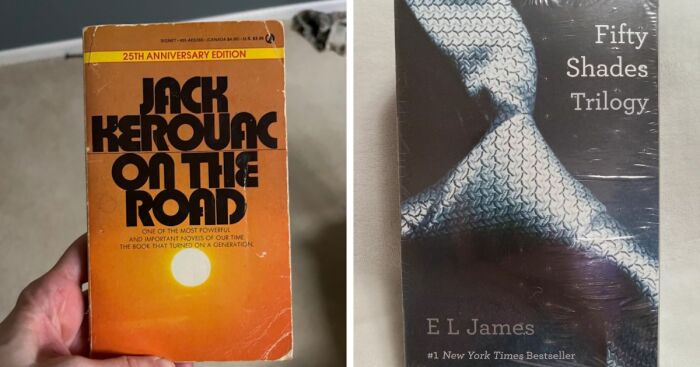 SIGNET
25TH ANNIVERSARY EDITION
JACK
KEROUAC
ON THE
ROAD
ONE OF THE MOST POWERFUL
AND IMPORTANT NOVELS OF OUR TIME.
THE BOOK THAT TURNED ON A GENERATION.
Fifty
Shades
Trilogy
E L James
#1 New York Times Bestseller